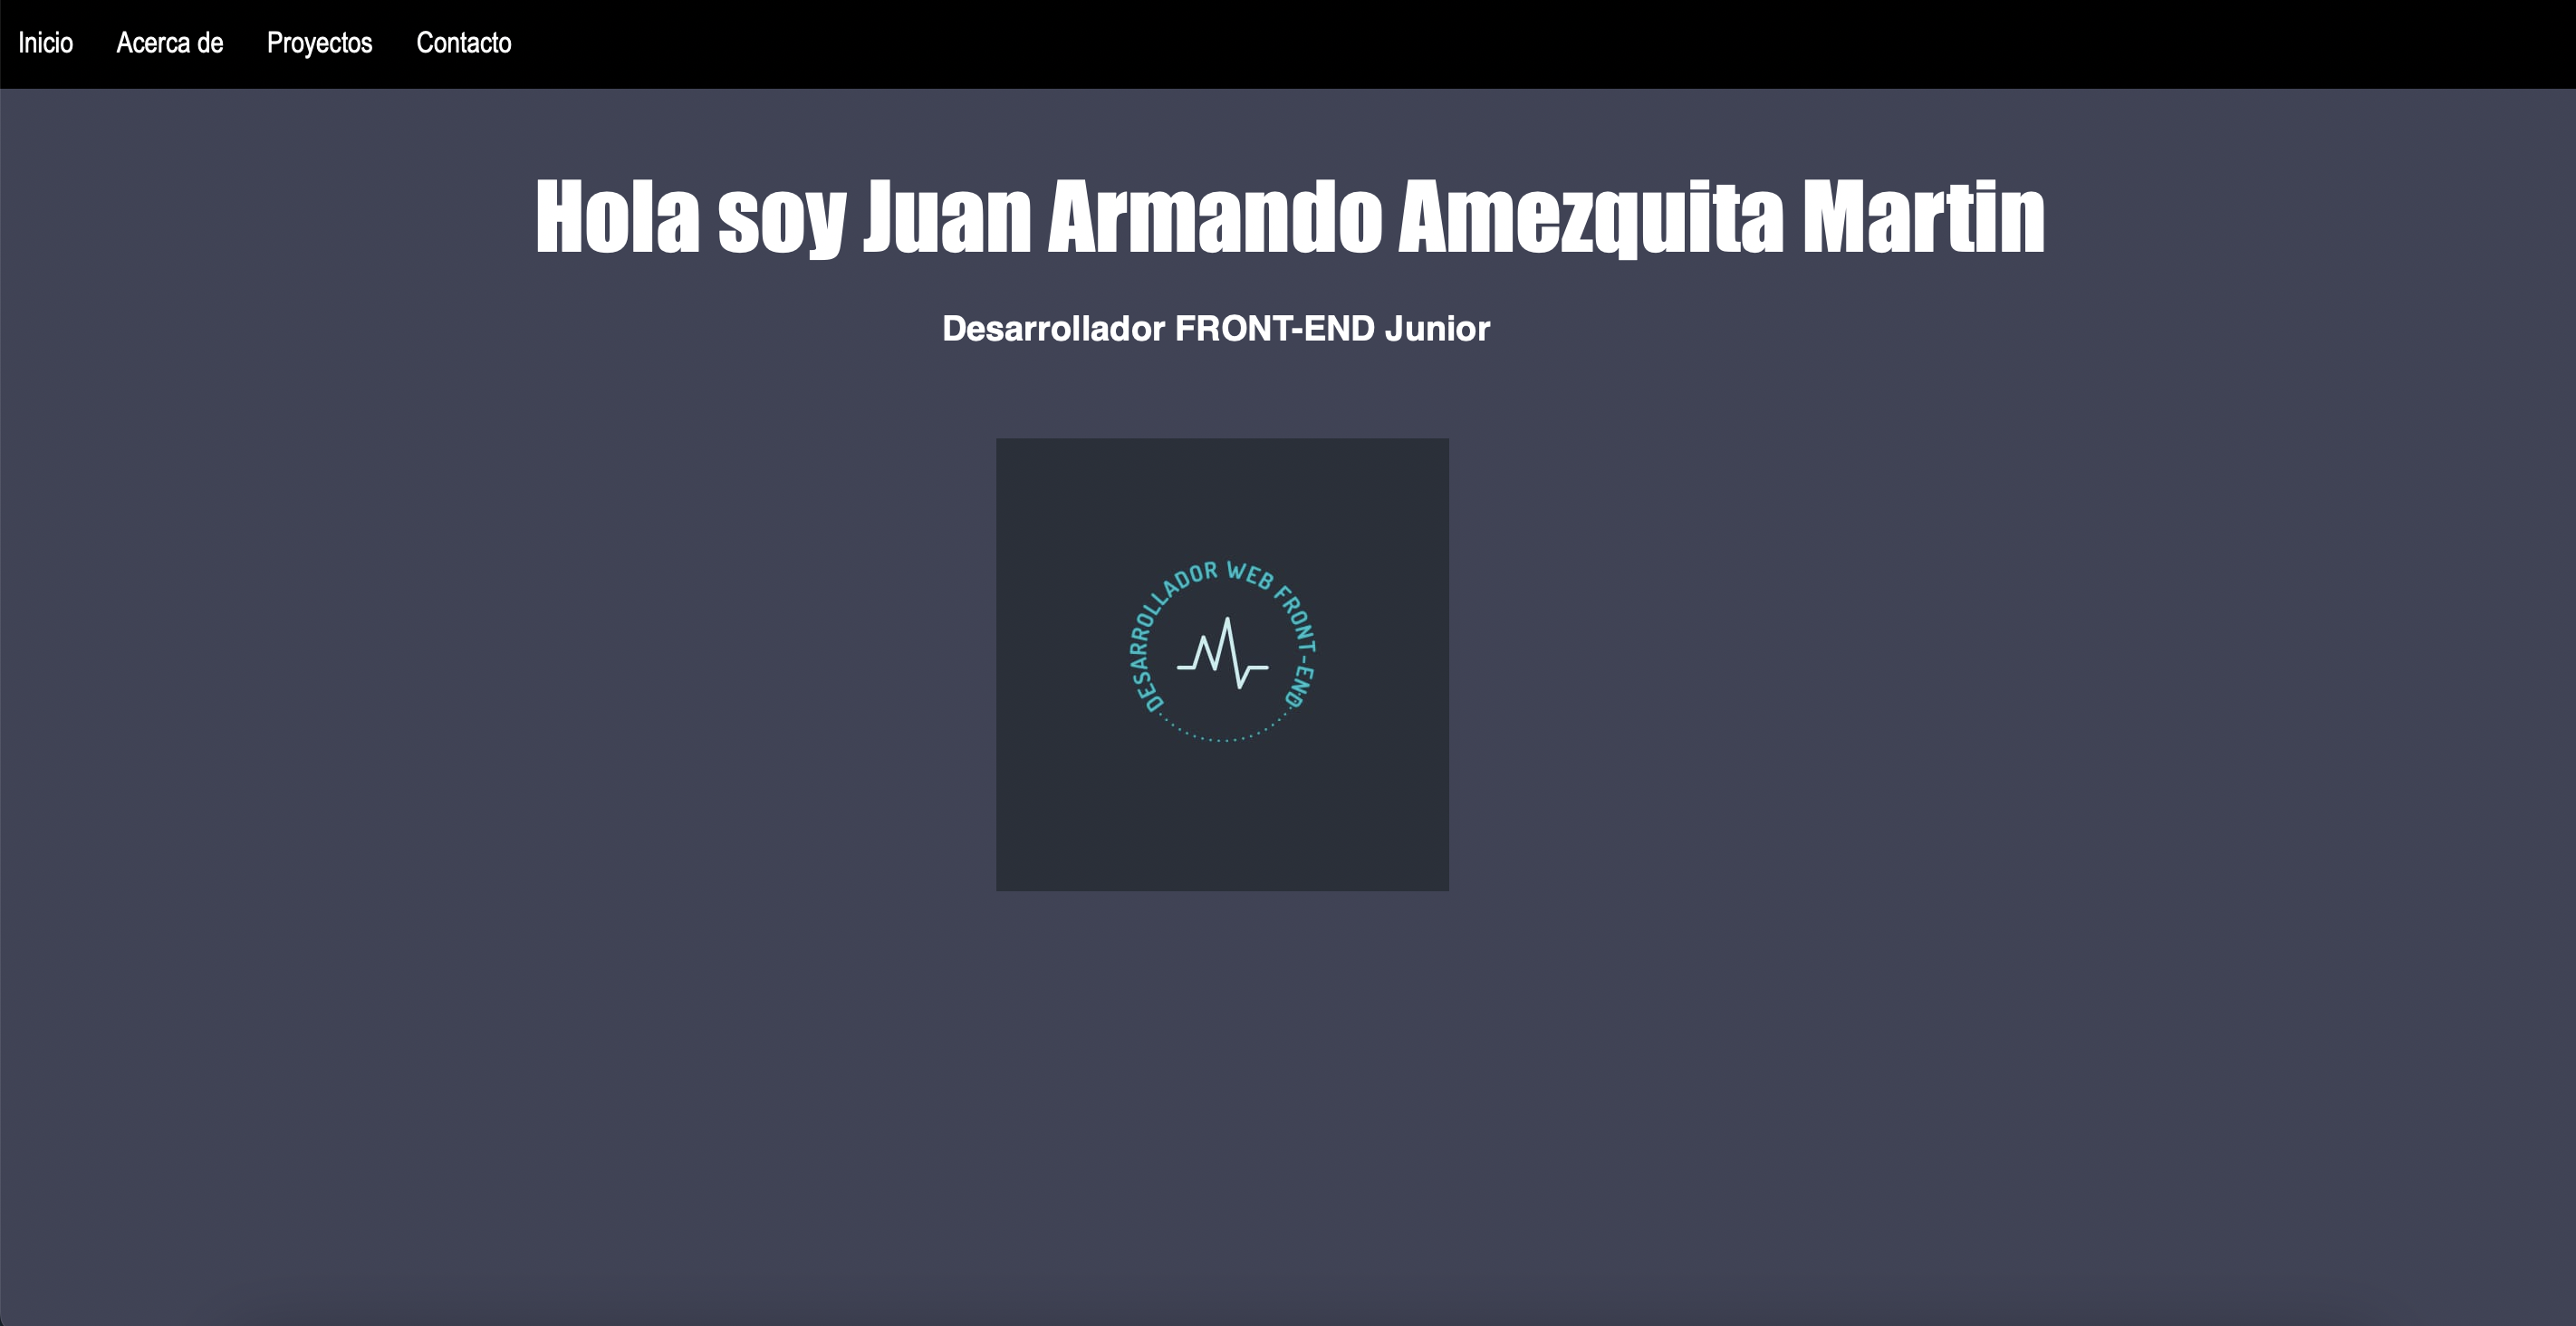 Inicio Acerca de Proyectos Contacto
Hola soy Juan Armando Amezquita Martin
Desarrollador FRONT-END Junior
DESARROLLADOR WEB FRONT-END